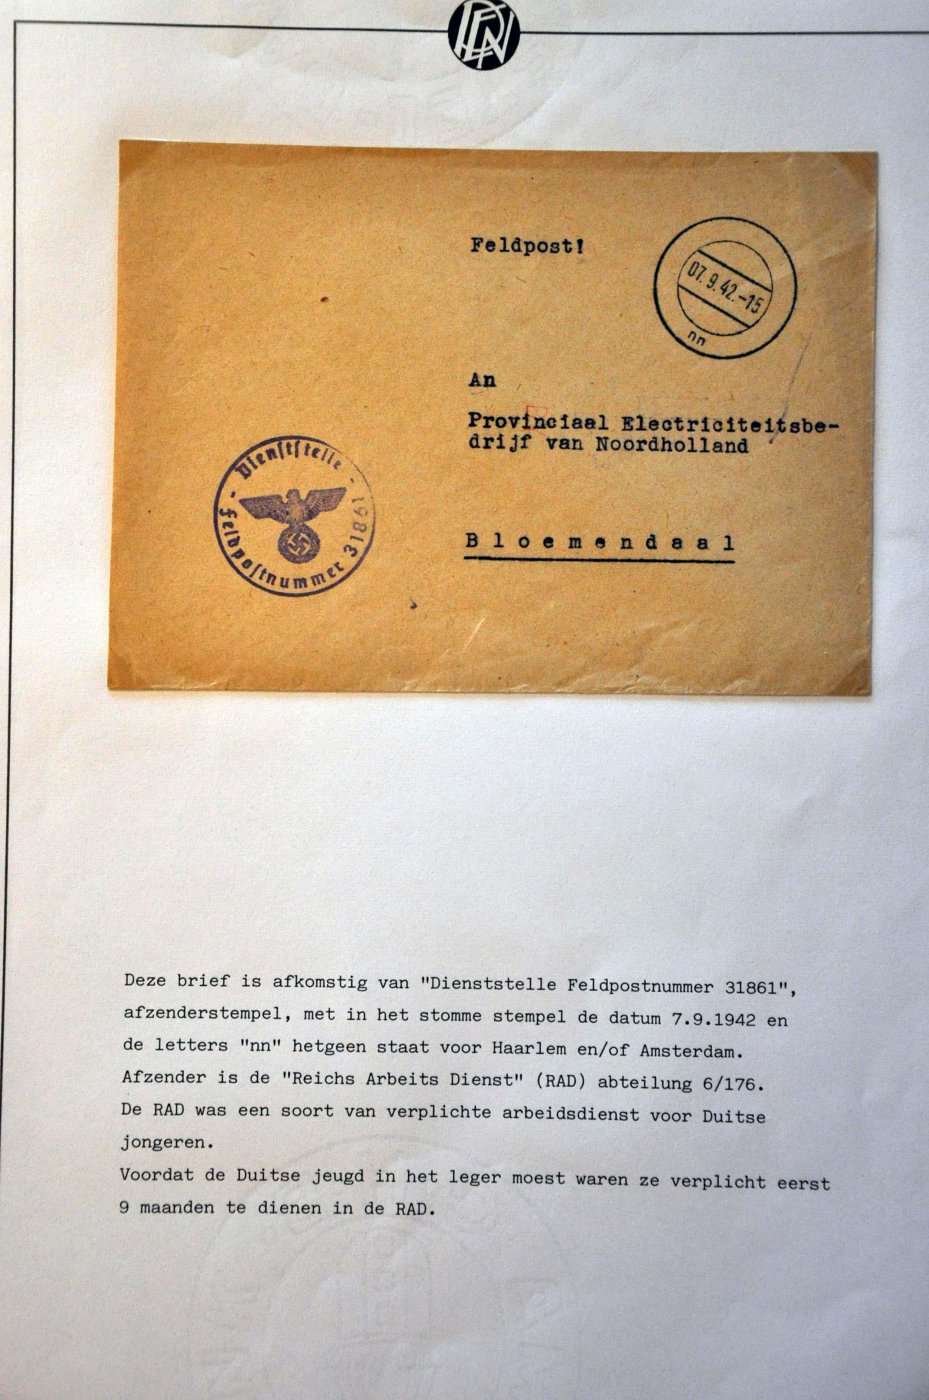 Feldpost!
07.9.42.-15
nn
An
Provinciaal Electriciteitsbe-
drijf van Noordholland
Bloemendaal
- Dienststelle -
Feldpostnummer 31861
Deze brief is afkomstig van "Dienststelle Feldpostnummer 31861",
afzenderstempel, met in het stomme stempel de datum 7.9.1942 en
de letters "nn" hetgeen staat voor Haarlem en/of Amsterdam.
Afzender is de "Reichs Arbeits Dienst" (RAD) abteilung 6/176.
De RAD was een soort van verplichte arbeidsdienst voor Duitse
jongeren.
Voordat de Duitse jeugd in het leger moest waren ze verplicht eerst
9 maanden te dienen in de RAD.